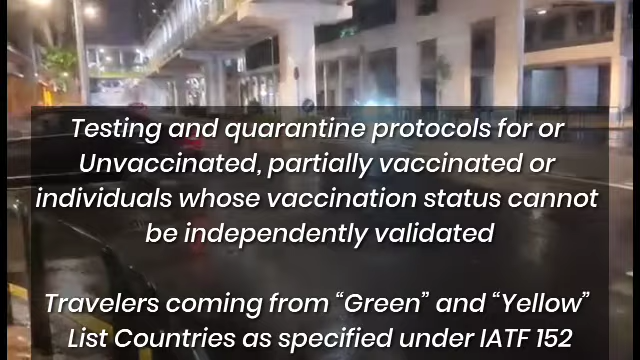 Testing and quarantine protocols for or
Unvaccinated, partially vaccinated or
individuals whose vaccination status cannot
be independently validated
Travelers coming from “Green” and “Yellow”
List Countries as specified under IATF 152